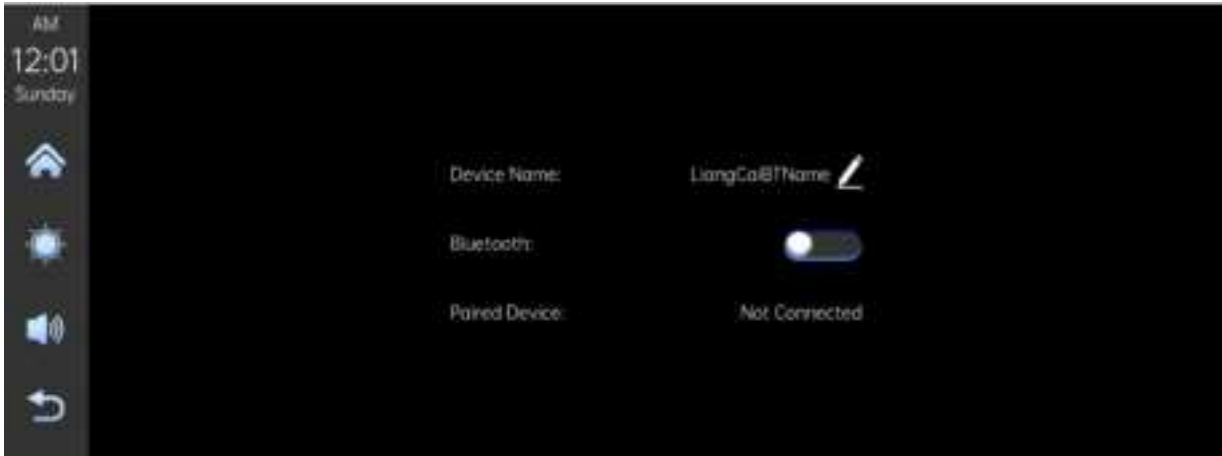 AM
12:01
Sunday
Device Name: LiangCaiBTName
Bluetooth:
Paired Device: Not Connected